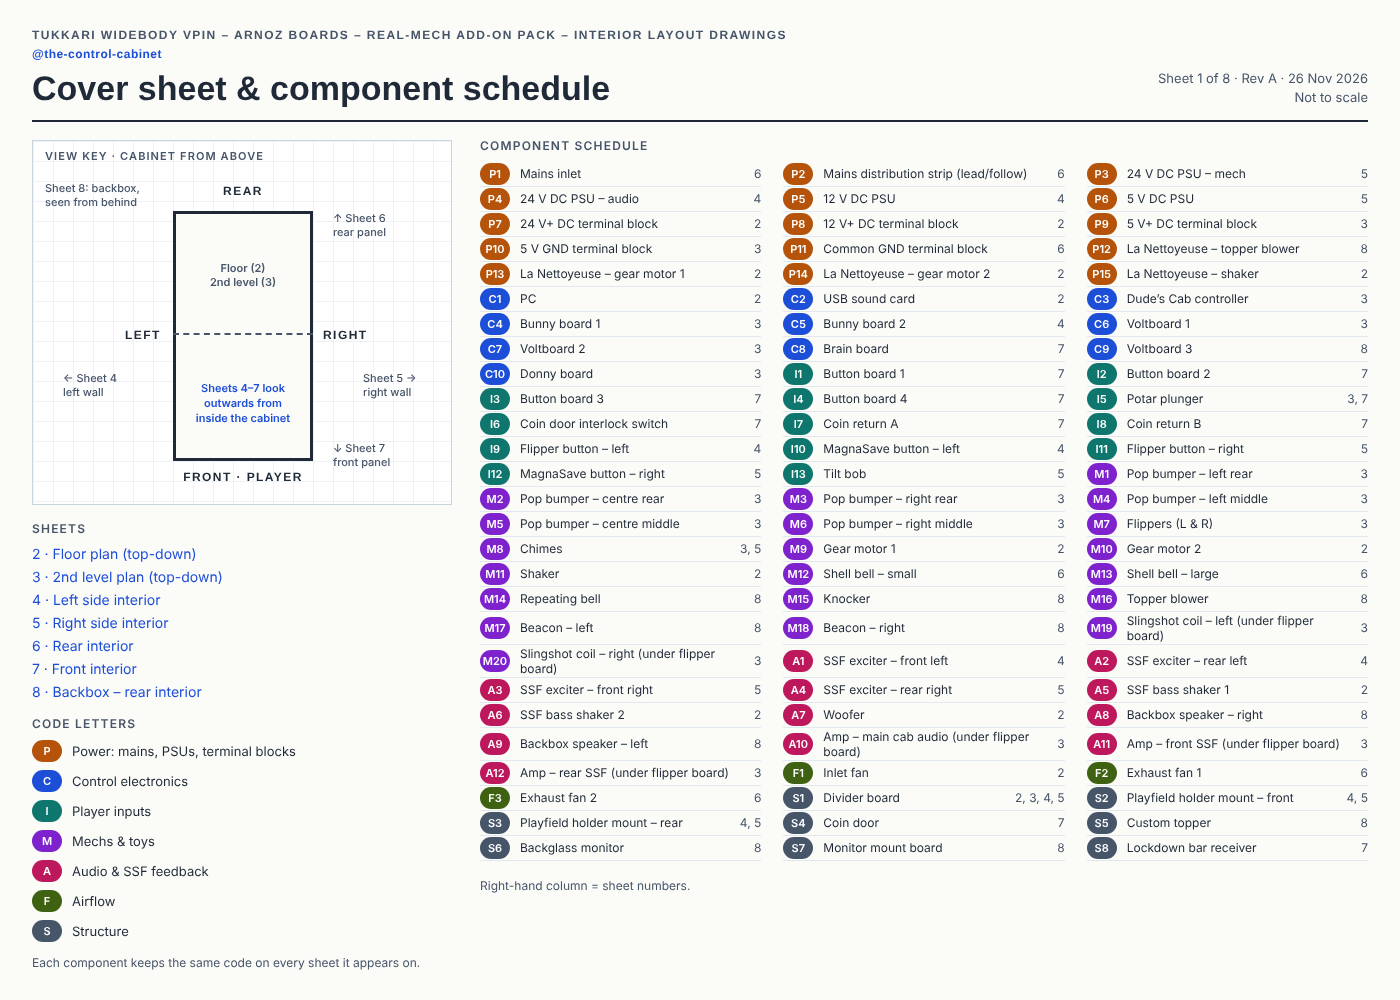 TUKKARI WIDEBODY VPIN – ARNOZ BOARDS – REAL-MECH ADD-ON PACK – INTERIOR LAYOUT DRAWINGS
@the-control-cabinet
Cover sheet & component schedule
Sheet 1 of 8 · Rev A · 26 Nov 2026
Not to scale
VIEW KEY · CABINET FROM ABOVE
Sheet 8: backbox,
seen from behind
REAR
↑ Sheet 6
rear panel
Floor (2)
2nd level (3)
LEFT
RIGHT
← Sheet 4
left wall
Sheet 5 →
right wall
Sheets 4–7 look
outwards from
inside the cabinet
↓ Sheet 7
front panel
FRONT · PLAYER
SHEETS
2 · Floor plan (top-down)
3 · 2nd level plan (top-down)
4 · Left side interior
5 · Right side interior
6 · Rear interior
7 · Front interior
8 · Backbox – rear interior
CODE LETTERS
P Power: mains, PSUs, terminal blocks
C Control electronics
I Player inputs
M Mechs & toys
A Audio & SSF feedback
F Airflow
S Structure
Each component keeps the same code on every sheet it appears on.
COMPONENT SCHEDULE
P1 Mains inlet 6
P2 Mains distribution strip (lead/follow) 6
P3 24 V DC PSU – mech 5
P4 24 V DC PSU – audio 4
P5 12 V DC PSU 4
P6 5 V DC PSU 5
P7 24 V+ DC terminal block 2
P8 12 V+ DC terminal block 2
P9 5 V+ DC terminal block 3
P10 5 V GND terminal block 3
P11 Common GND terminal block 6
P12 La Nettoyeuse – topper blower 8
P13 La Nettoyeuse – gear motor 1 2
P14 La Nettoyeuse – gear motor 2 2
P15 La Nettoyeuse – shaker 2
C1 PC 2
C2 USB sound card 2
C3 Dude’s Cab controller 3
C4 Bunny board 1 3
C5 Bunny board 2 4
C6 Voltboard 1 3
C7 Voltboard 2 3
C8 Brain board 7
C9 Voltboard 3 8
C10 Donny board 3
I1 Button board 1 7
I2 Button board 2 7
I3 Button board 3 7
I4 Button board 4 7
I5 Potar plunger 3, 7
I6 Coin door interlock switch 7
I7 Coin return A 7
I8 Coin return B 7
I9 Flipper button – left 4
I10 MagnaSave button – left 4
I11 Flipper button – right 5
I12 MagnaSave button – right 5
I13 Tilt bob 5
M1 Pop bumper – left rear 3
M2 Pop bumper – centre rear 3
M3 Pop bumper – right rear 3
M4 Pop bumper – left middle 3
M5 Pop bumper – centre middle 3
M6 Pop bumper – right middle 3
M7 Flippers (L & R) 3
M8 Chimes 3, 5
M9 Gear motor 1 2
M10 Gear motor 2 2
M11 Shaker 2
M12 Shell bell – small 6
M13 Shell bell – large 6
M14 Repeating bell 8
M15 Knocker 8
M16 Topper blower 8
M17 Beacon – left 8
M18 Beacon – right 8
M19 Slingshot coil – left (under flipper
board) 3
M20 Slingshot coil – right (under flipper
board) 3
A1 SSF exciter – front left 4
A2 SSF exciter – rear left 4
A3 SSF exciter – front right 5
A4 SSF exciter – rear right 5
A5 SSF bass shaker 1 2
A6 SSF bass shaker 2 2
A7 Woofer 2
A8 Backbox speaker – right 8
A9 Backbox speaker – left 8
A10 Amp – main cab audio (under flipper
board) 3
A11 Amp – front SSF (under flipper board) 3
A12 Amp – rear SSF (under flipper board) 3
F1 Inlet fan 2
F2 Exhaust fan 1 6
F3 Exhaust fan 2 6
S1 Divider board 2, 3, 4, 5
S2 Playfield holder mount – front 4, 5
S3 Playfield holder mount – rear 4, 5
S4 Coin door 7
S5 Custom topper 8
S6 Backglass monitor 8
S7 Monitor mount board 8
S8 Lockdown bar receiver 7
Right-hand column = sheet numbers.